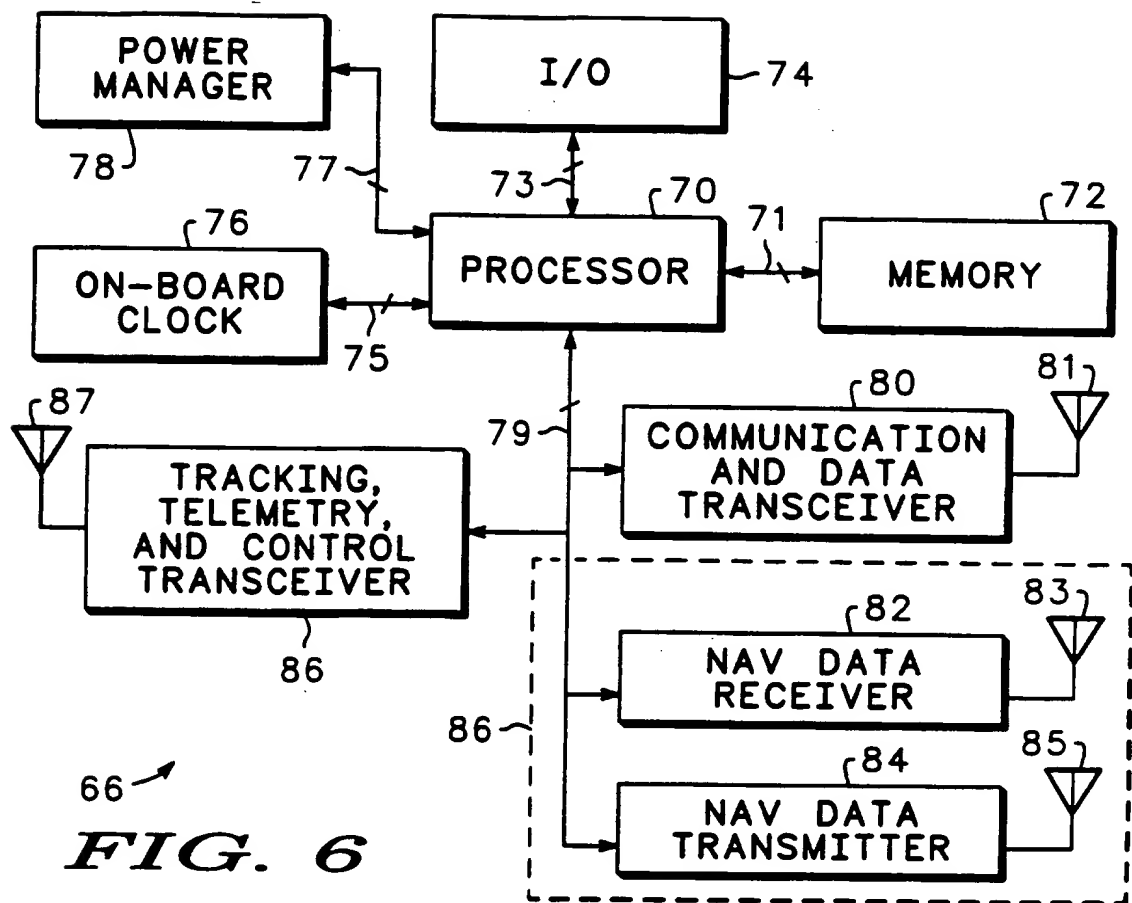 POWER
MANAGER
78
I/O
74
77
73
70
PROCESSOR
71
72
MEMORY
76
ON-BOARD
CLOCK
75
79
80
COMMUNICATION
AND DATA
TRANSCEIVER
81
87
TRACKING,
TELEMETRY,
AND CONTROL
TRANSCEIVER
86
82
NAV DATA
RECEIVER
83
86
84
NAV DATA
TRANSMITTER
85
66
FIG. 6